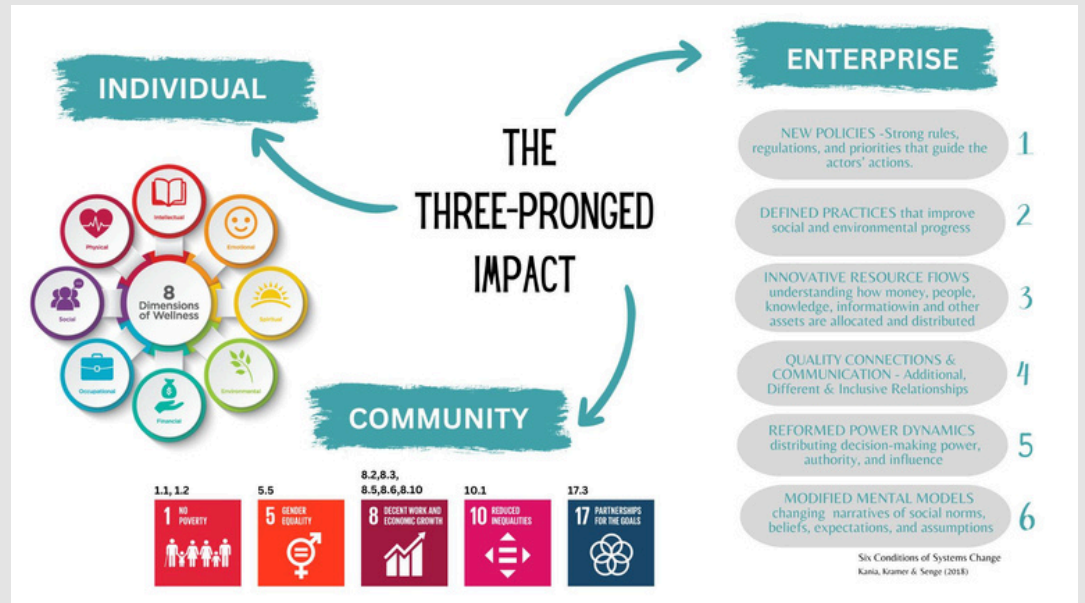 INDIVIDUAL
Intellectual
Emotional
Spiritual
Environmental
Financial
Occupational
Social
Physical
8
Dimensions
of Wellness
THE
THREE-PRONGED
IMPACT
COMMUNITY
1.1, 1.2
1 NO
POVERTY
5.5
5 GENDER
EQUALITY
8.2,8.3,
8.5,8.6,8.10
8 DECENT WORK AND
ECONOMIC GROWTH
10.1
10 REDUCED
INEQUALITIES
17.3
17 PARTNERSHIPS
FOR THE GOALS
ENTERPRISE
NEW POLICIES -Strong rules,
regulations, and priorities that guide the
actors' actions.
1
DEFINED PRACTICES that improve
social and environmental progress
2
INNOVATIVE RESOURCE FlOWS
understanding how money, people,
knowledge, informatiowin and other
assets are allocated and distributed
3
QUALITY CONNECTIONS &
COMMUNICATION - Additional,
Different & Inclusive Relationships
4
REFORMED POWER DYNAMICS
distributing decision-making power,
authority, and influence
5
MODIFIED MENTAL MODELS
changing narratives of social norms,
beliefs, expectations, and assumptions
6
Six Conditions of Systems Change
Kania, Kramer & Senge (2018)